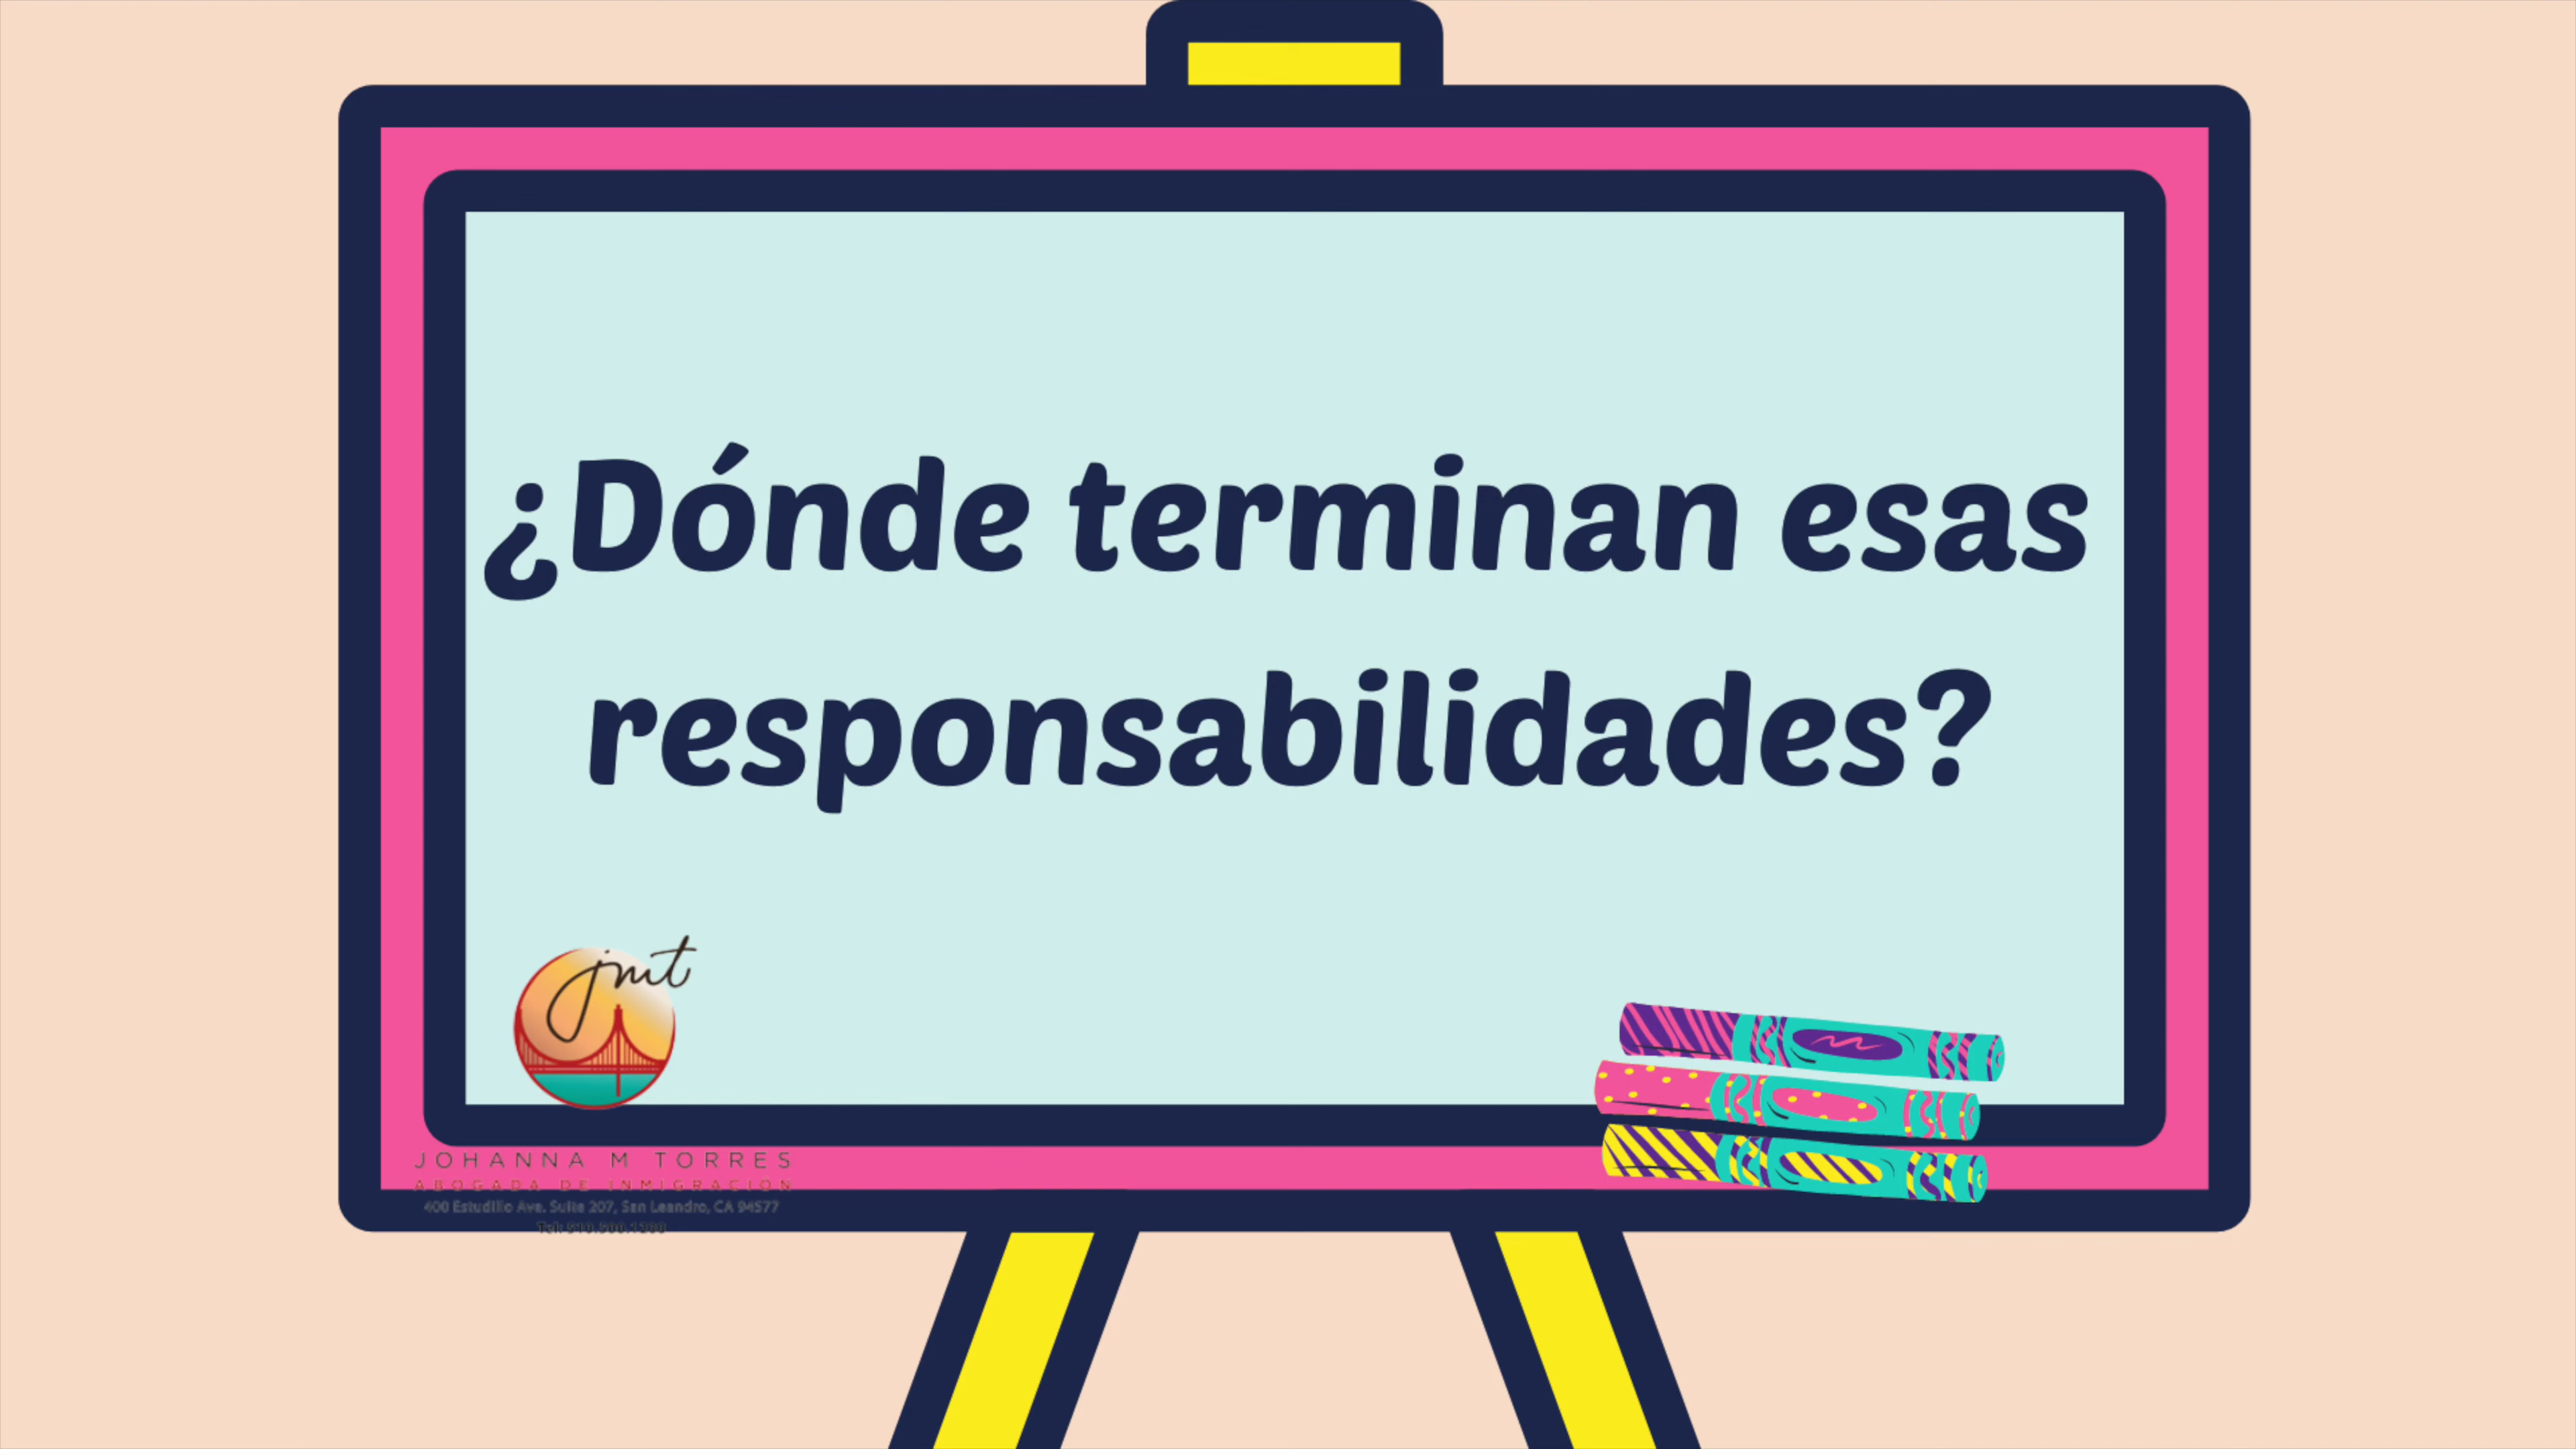 ¿Dónde terminan esas
responsabilidades?
jmt
JOHANNA M TORRES
ABOGADA DE INMIGRACION
400 Estudillo Ave. Suite 207, San Leandro, CA 94577
Tel: